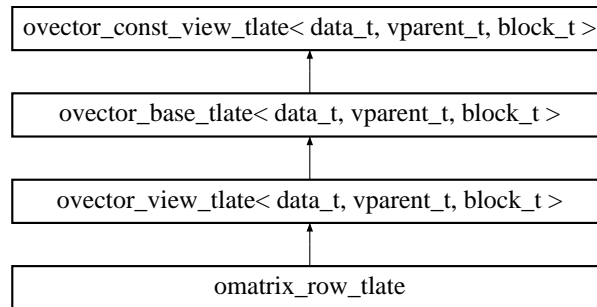 ovector_const_view_tlate< data_t, vparent_t, block_t >
ovector_base_tlate< data_t, vparent_t, block_t >
ovector_view_tlate< data_t, vparent_t, block_t >
omatrix_row_tlate